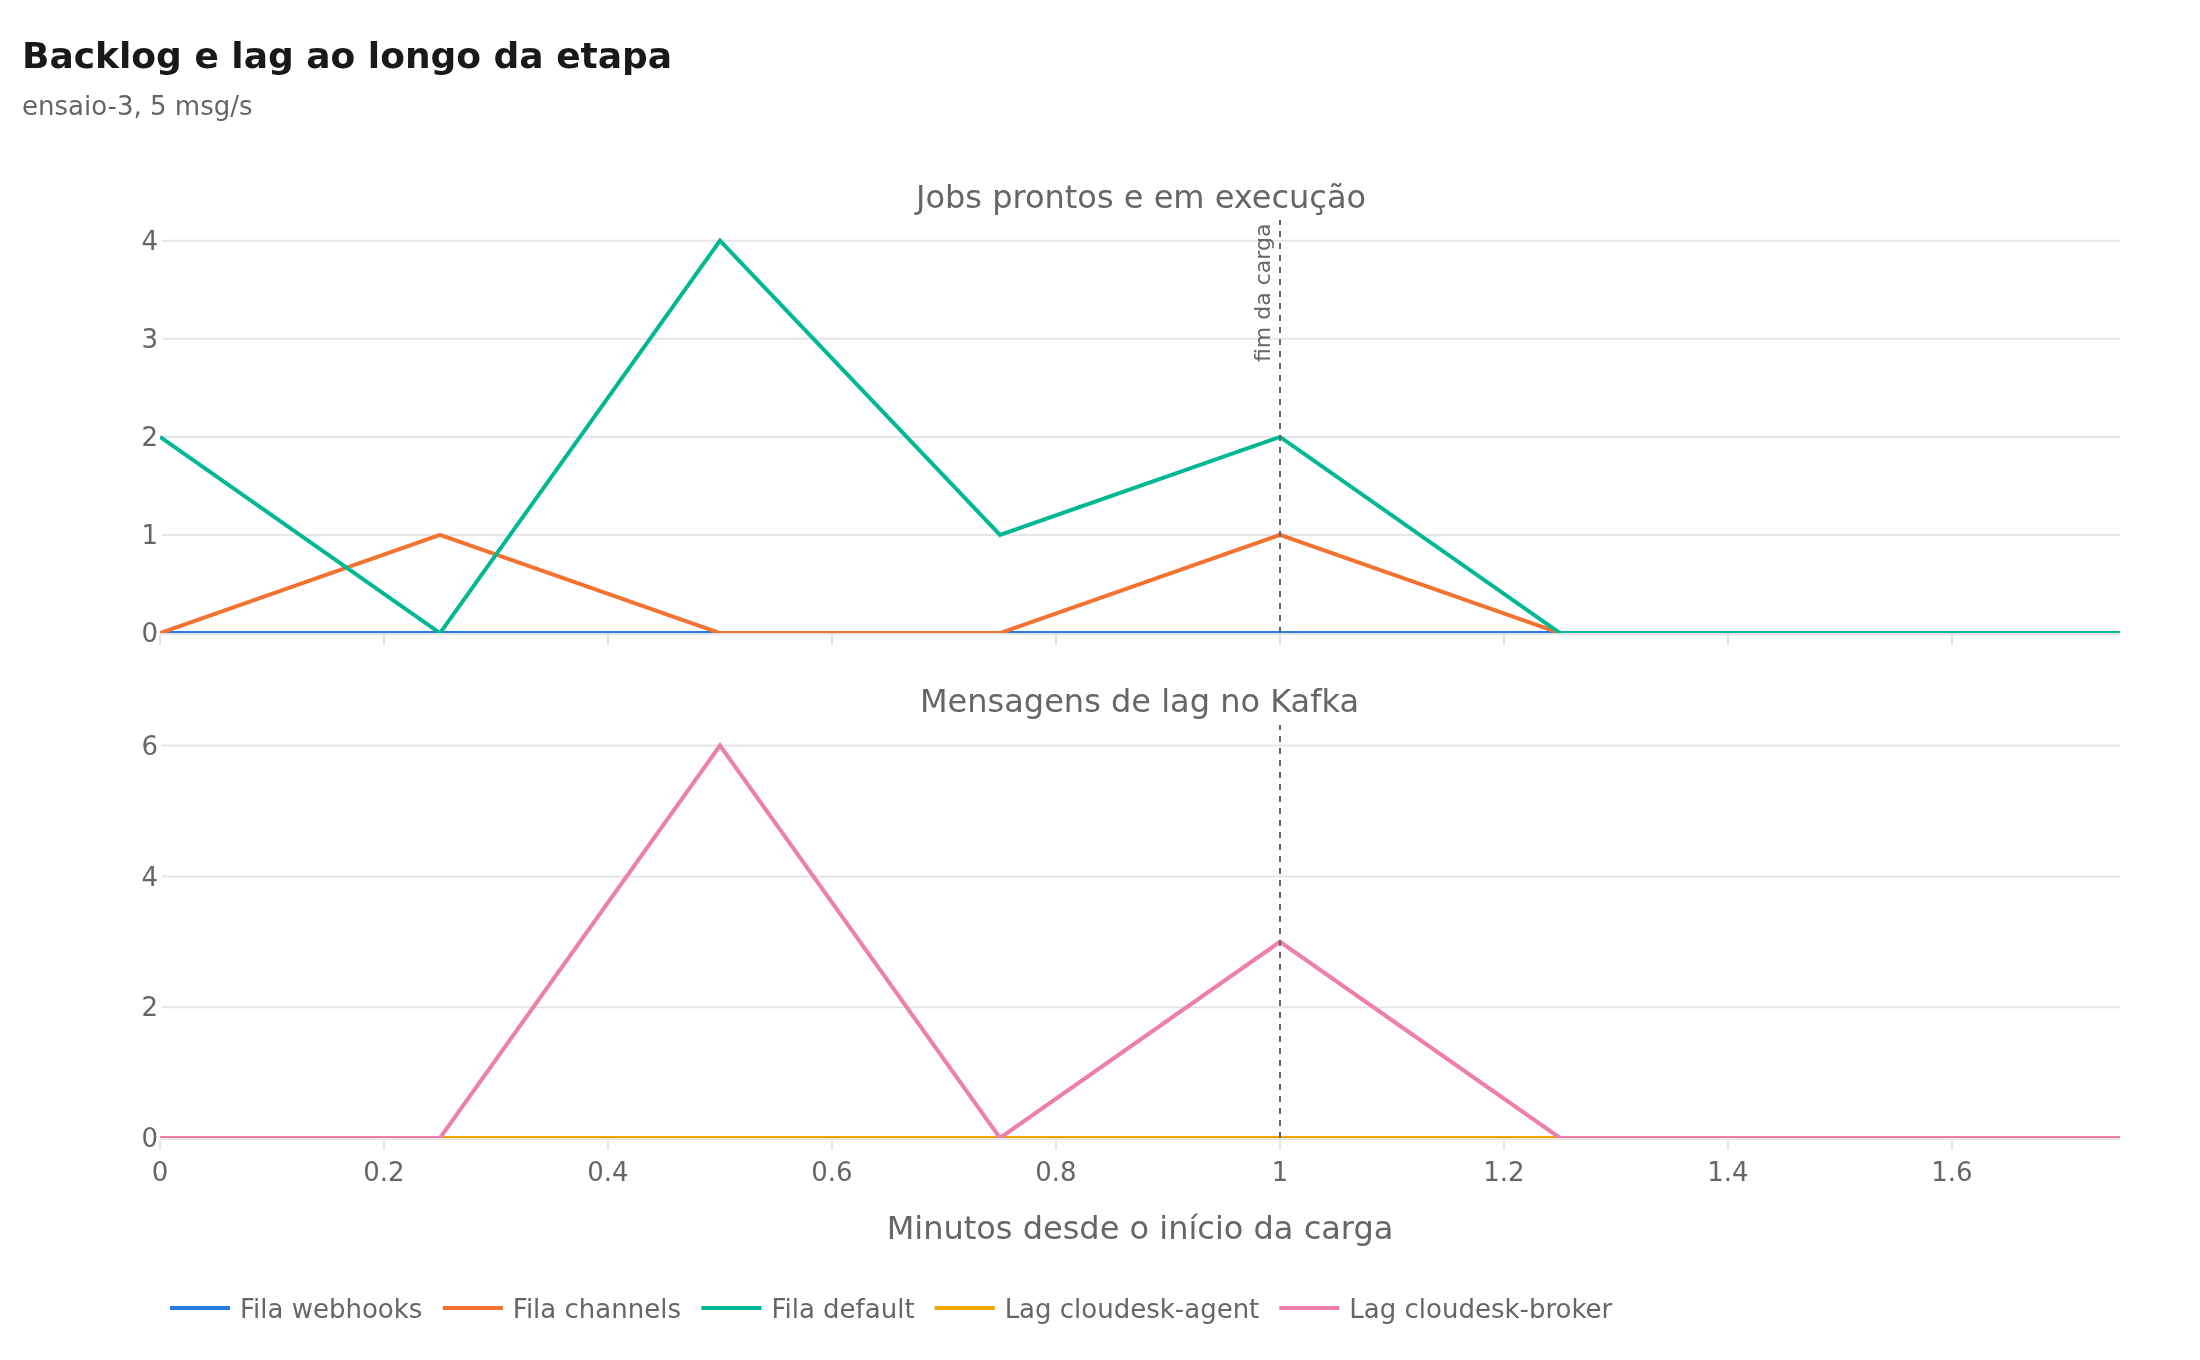 Backlog e lag ao longo da etapa
ensaio-3, 5 msg/s
Jobs prontos e em execução
4
3
2
1
0
fim da carga
Mensagens de lag no Kafka
6
4
2
0
0 0.2 0.4 0.6 0.8 1 1.2 1.4 1.6
Minutos desde o início da carga
Fila webhooks Fila channels Fila default Lag cloudesk-agent Lag cloudesk-broker